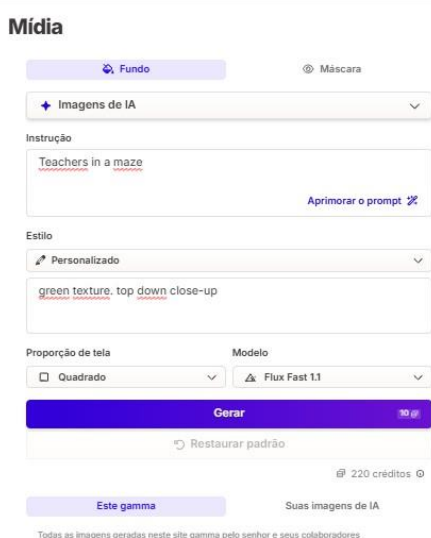 Mídia
Fundo
Máscara
Imagens de IA
Instrução
Teachers in a maze
Aprimorar o prompt
Estilo
Personalizado
green texture. top down close-up
Proporção de tela
Modelo
Quadrado
Flux Fast 1.1
Gerar
10
Restaurar padrão
220 créditos
Este gamma
Suas imagens de IA
Todas as imagens geradas neste site gamma pelo senhor e seus colaboradores